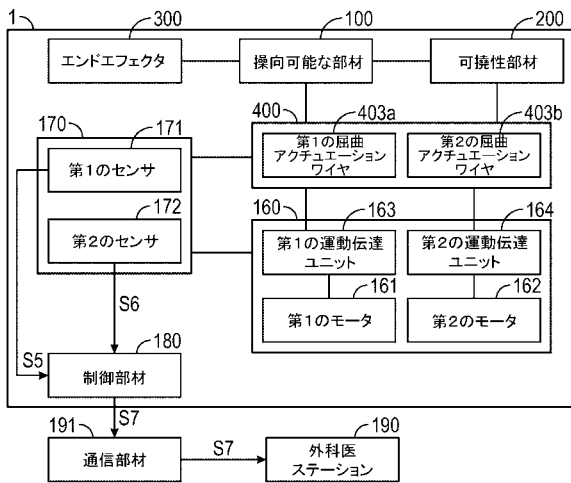 1
300
100
200
エンドエフェクタ
操向可能な部材
可撓性部材
400
403a
403b
第1の屈曲
アクチュエーション
ワイヤ
第2の屈曲
アクチュエーション
ワイヤ
170
171
第1のセンサ
172
第2のセンサ
160
163
164
第1の運動伝達
ユニット
第2の運動伝達
ユニット
161
162
第1のモータ
第2のモータ
S5
S6
180
制御部材
S7
191
190
通信部材
S7
外科医
ステーション